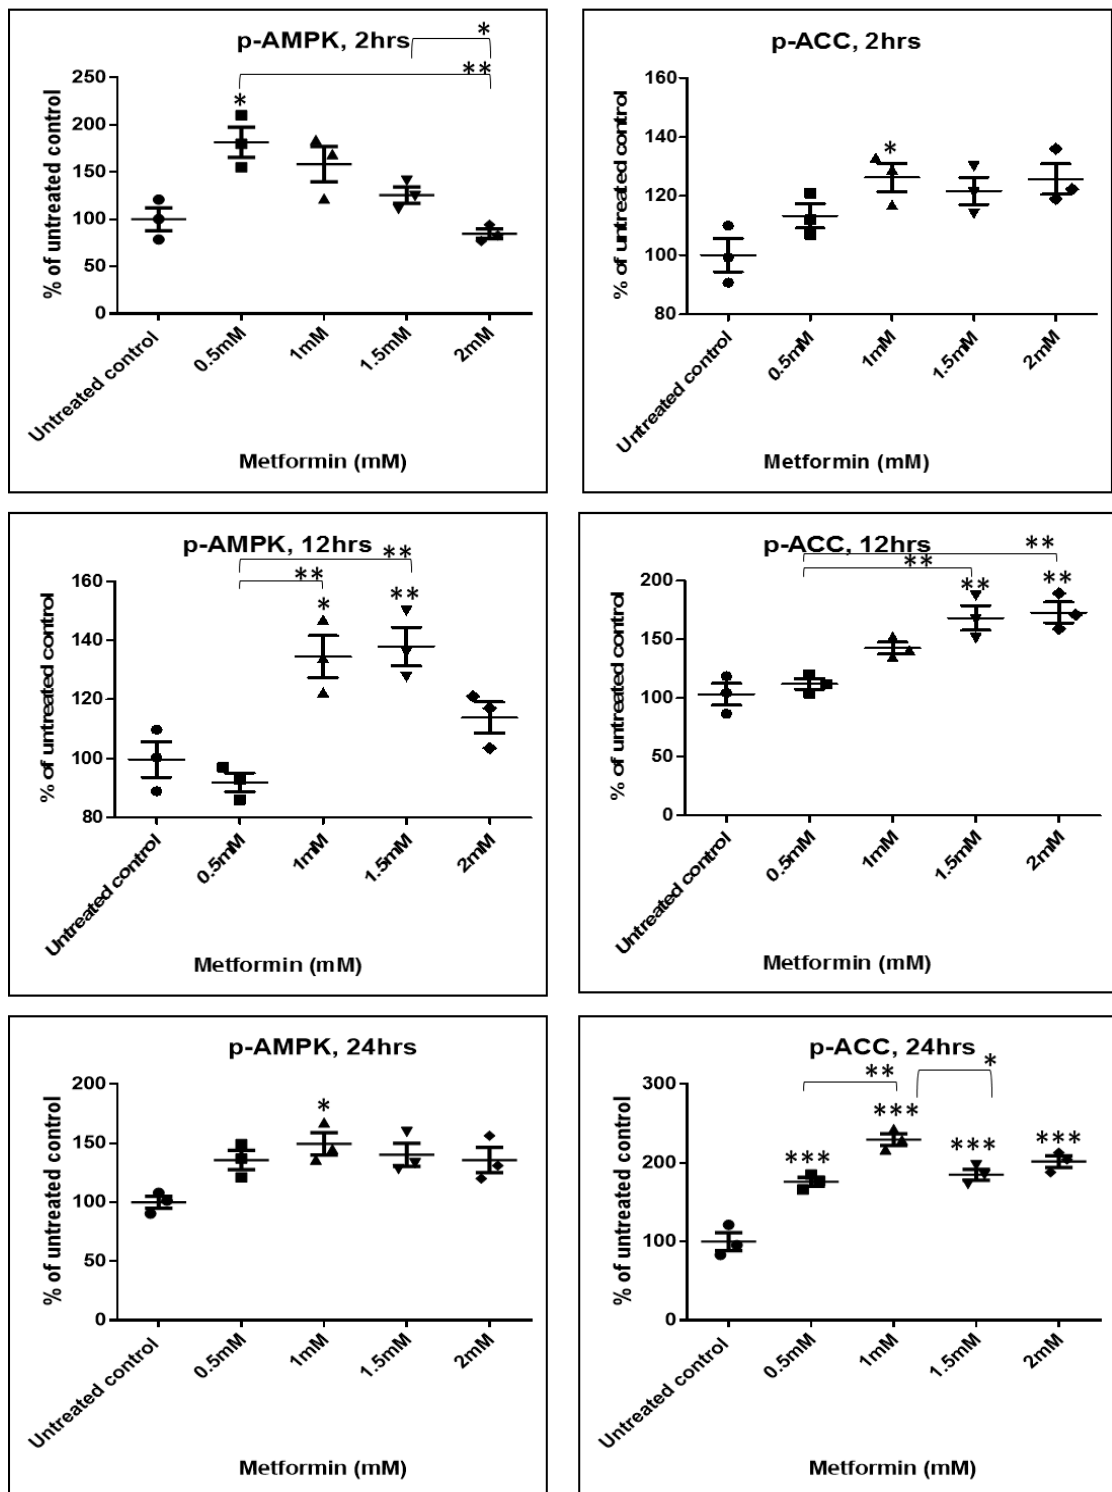 p-AMPK, 2hrs
*
**
*
% of untreated control
250
200
150
100
50
0
Untreated control
0.5mM
1mM
1.5mM
2mM
Metformin (mM)
p-ACC, 2hrs
*
% of untreated control
160
140
120
100
80
Untreated control
0.5mM
1mM
1.5mM
2mM
Metformin (mM)
p-AMPK, 12hrs
**
**
*
**
% of untreated control
160
140
120
100
80
Untreated control
0.5mM
1mM
1.5mM
2mM
Metformin (mM)
p-ACC, 12hrs
**
**
**
**
% of untreated control
200
150
100
50
0
Untreated control
0.5mM
1mM
1.5mM
2mM
Metformin (mM)
p-AMPK, 24hrs
*
% of untreated control
200
150
100
50
0
Untreated control
0.5mM
1mM
1.5mM
2mM
Metformin (mM)
p-ACC, 24hrs
**
*
***
***
***
***
% of untreated control
300
200
100
0
Untreated control
0.5mM
1mM
1.5mM
2mM
Metformin (mM)